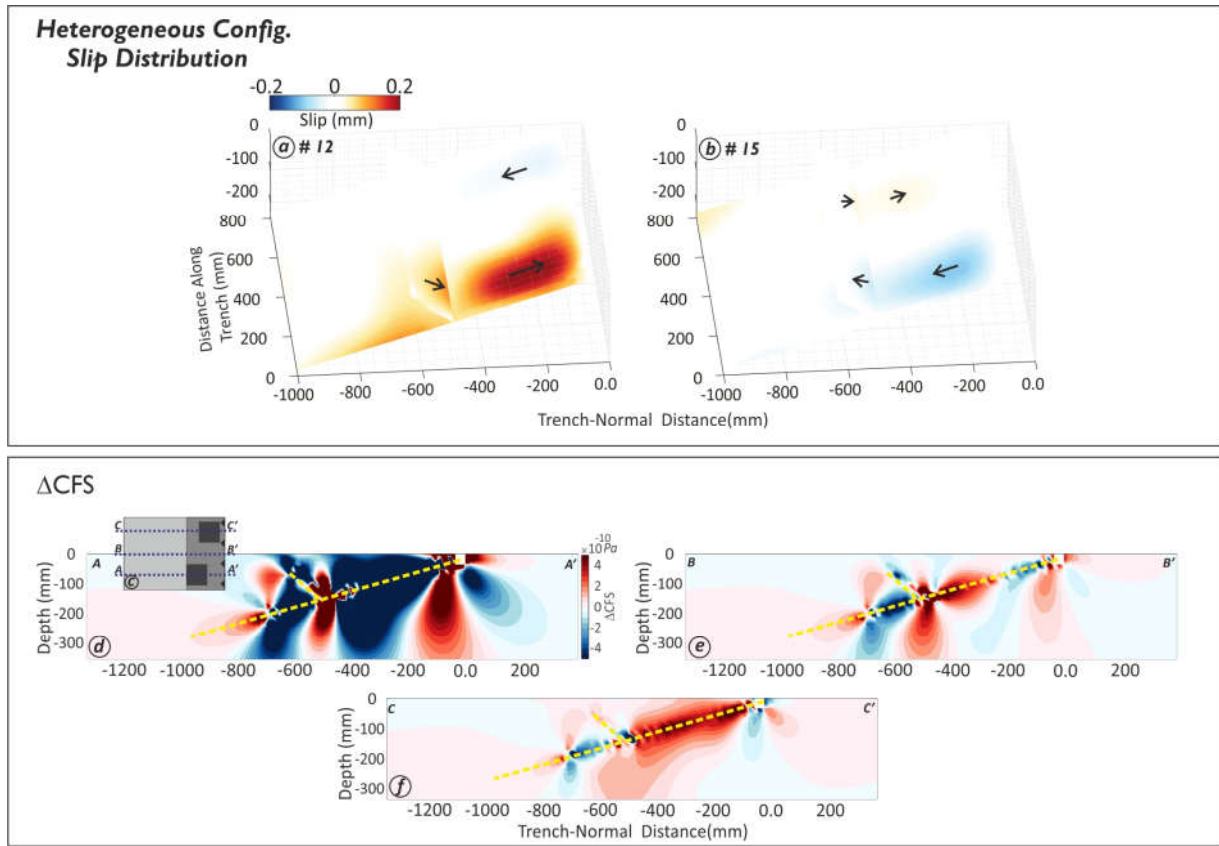 Heterogeneous Config.
Slip Distribution
-0.2 0 0.2
Slip (mm)
a # 12
b # 15
0
-100
-200
800
600
400
200
0
Distance Along
Trench (mm)
-1000 -800 -600 -400 -200 0.0
0
-100
-200
800
600
400
200
0
-1000 -800 -600 -400 -200 0.0
Trench-Normal Distance(mm)
ΔCFS
C C'
B B'
A A'
c
×10⁻¹⁰ Pa
4
2
0
-2
-4
ΔCFS
A A'
Depth (mm)
0
-100
-200
-300
d
-1200 -1000 -800 -600 -400 -200 0.0 200
B B'
Depth (mm)
0
-100
-200
-300
e
-1200 -1000 -800 -600 -400 -200 0.0 200
C C'
Depth (mm)
0
-100
-200
-300
f
-1200 -1000 -800 -600 -400 -200 0.0 200
Trench-Normal Distance(mm)